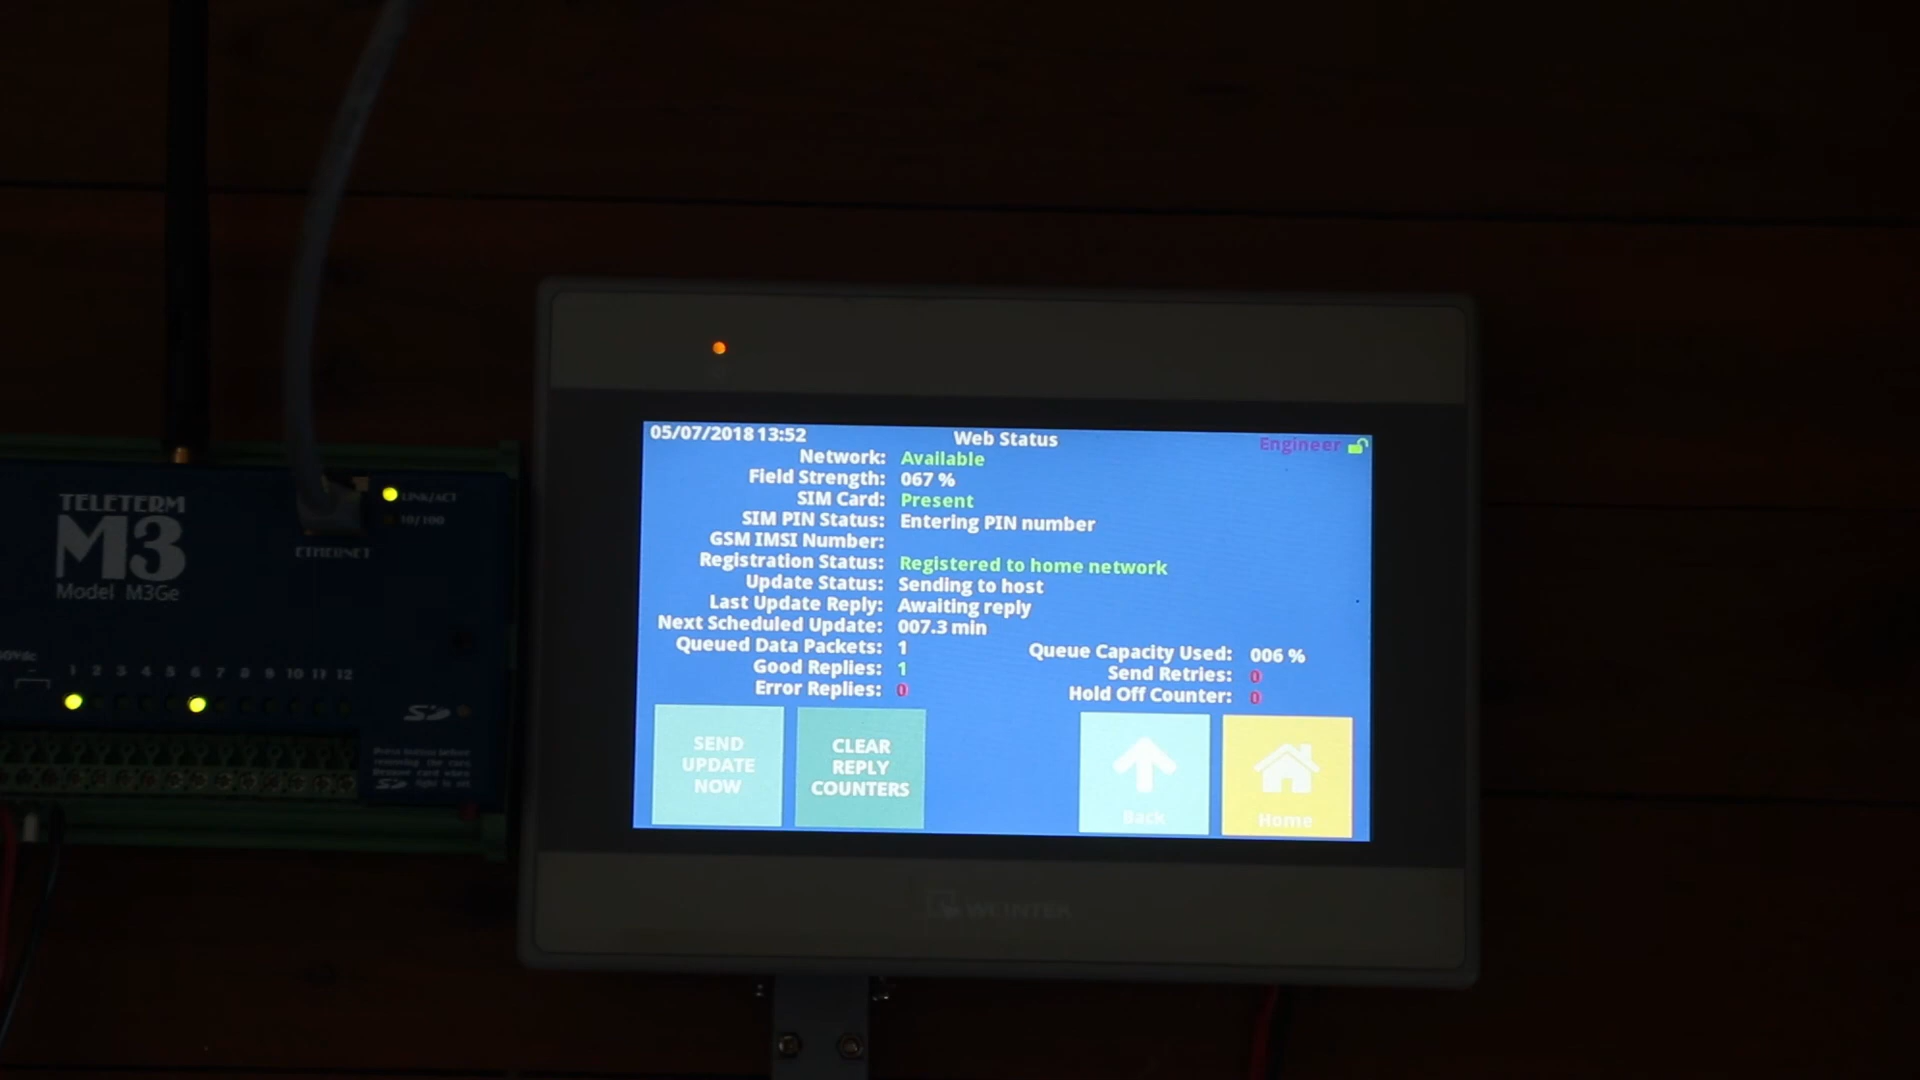 TELETERM
M3
Model M3Ge
ETHERNET
LINK/ACT
10/100
1 2 3 4 5 6 7 8 9 10 11 12
05/07/2018 13:52
Web Status
Engineer
Network: Available
Field Strength: 067 %
SIM Card: Present
SIM PIN Status: Entering PIN number
GSM IMSI Number:
Registration Status: Registered to home network
Update Status: Sending to host
Last Update Reply: Awaiting reply
Next Scheduled Update: 007.3 min
Queued Data Packets: 1
Good Replies: 1
Error Replies: 0
Queue Capacity Used: 006 %
Send Retries: 0
Hold Off Counter: 0
SEND
UPDATE
NOW
CLEAR
REPLY
COUNTERS
Back
Home
WEINTEK